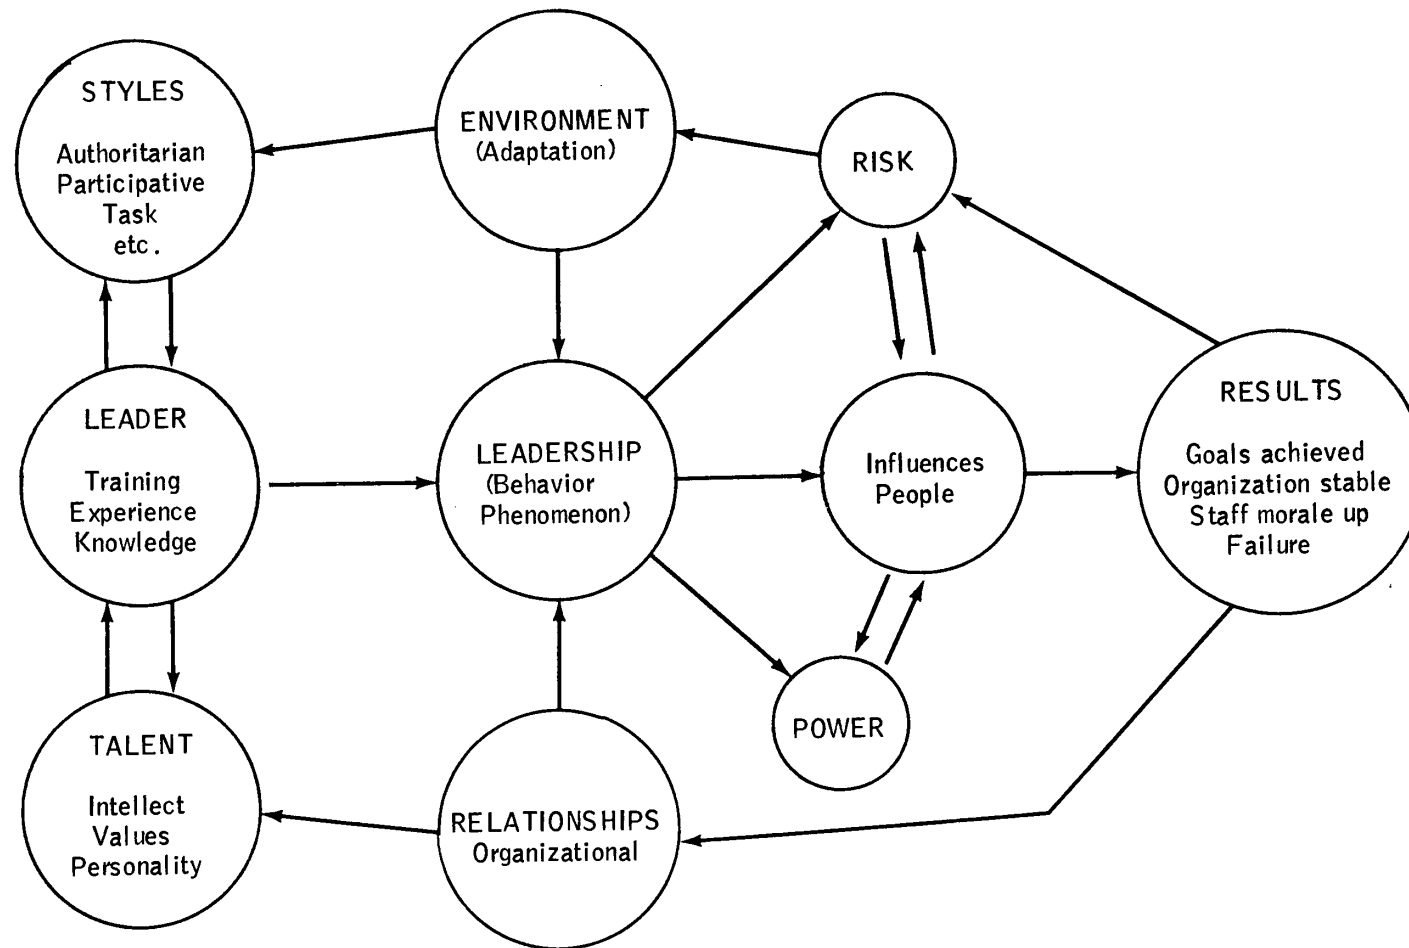 STYLES
Authoritarian
Participative
Task
etc.
ENVIRONMENT
(Adaptation)
RISK
LEADER
Training
Experience
Knowledge
LEADERSHIP
(Behavior
Phenomenon)
Influences
People
RESULTS
Goals achieved
Organization stable
Staff morale up
Failure
TALENT
Intellect
Values
Personality
RELATIONSHIPS
Organizational
POWER